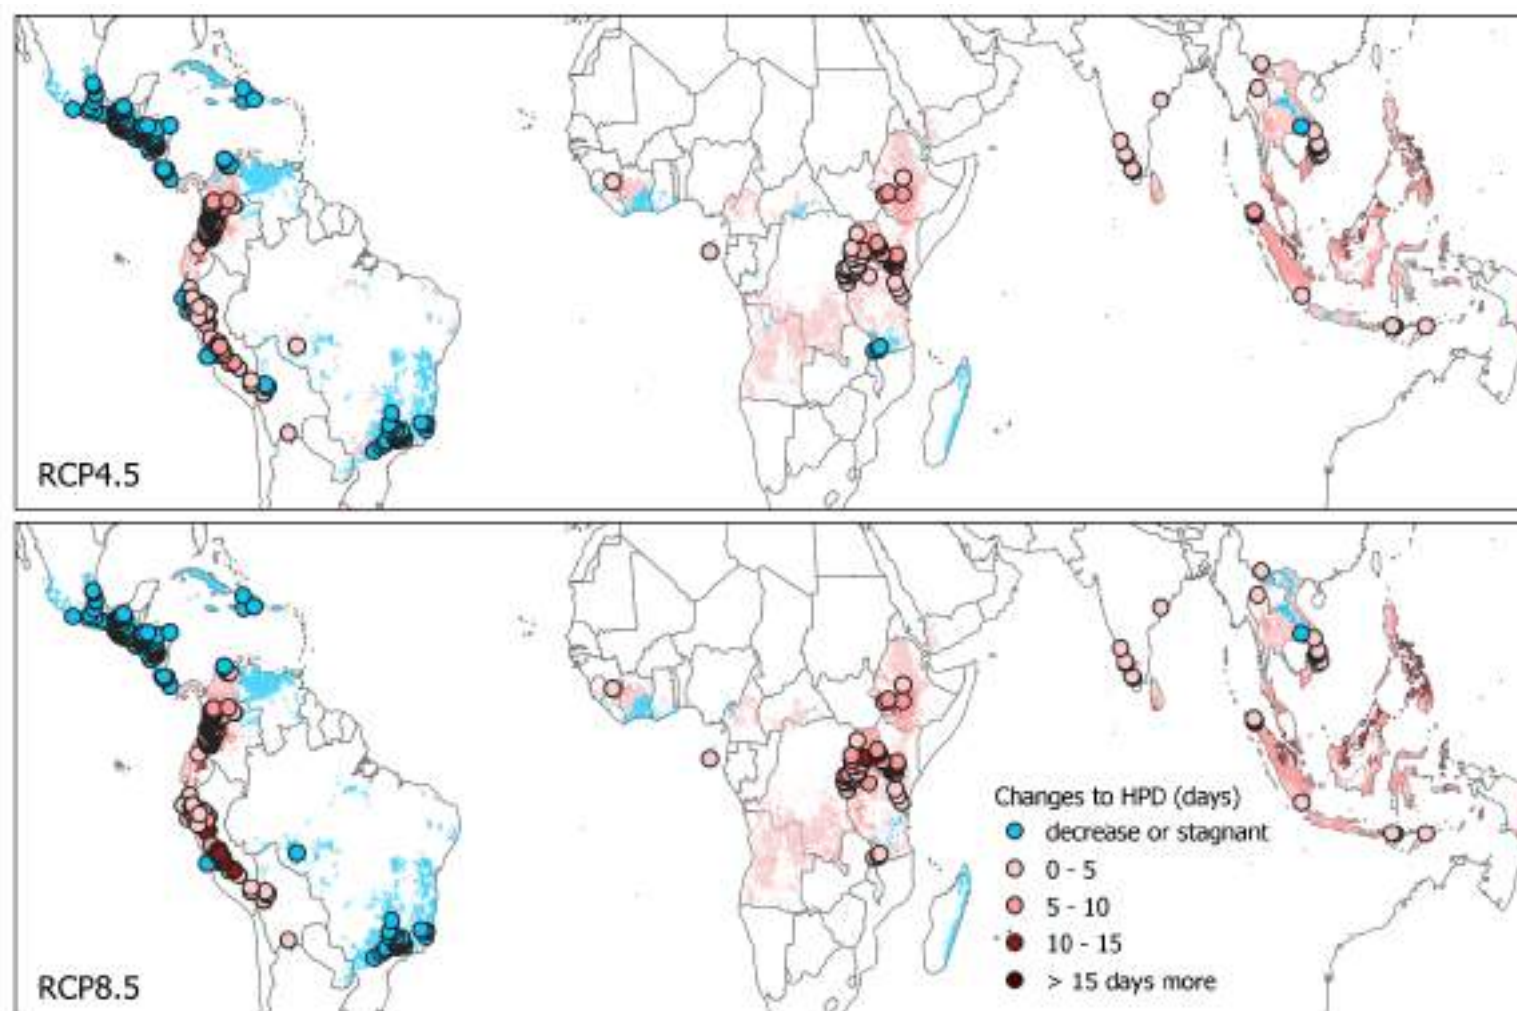 RCP4.5
Changes to HPD (days)
decrease or stagnant
0 - 5
5 - 10
10 - 15
> 15 days more
RCP8.5